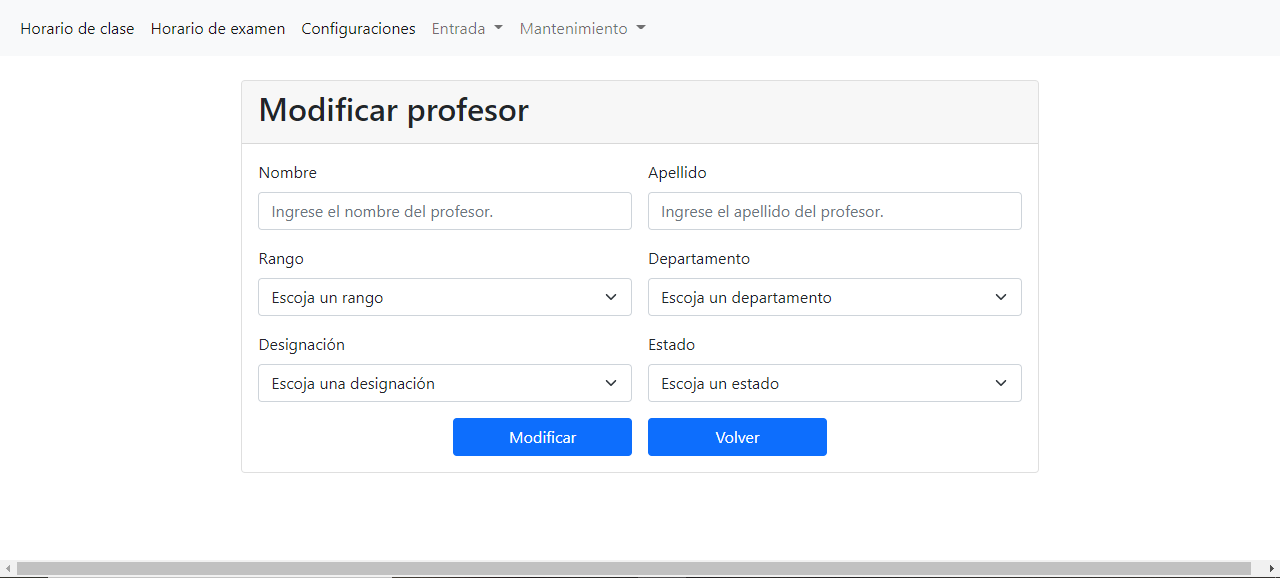 Horario de clase Horario de examen Configuraciones Entrada Mantenimiento
Modificar profesor
Nombre Apellido
Ingrese el nombre del profesor. Ingrese el apellido del profesor.
Rango Departamento
Escoja un rango Escoja un departamento
Designación Estado
Escoja una designación Escoja un estado
Modificar Volver